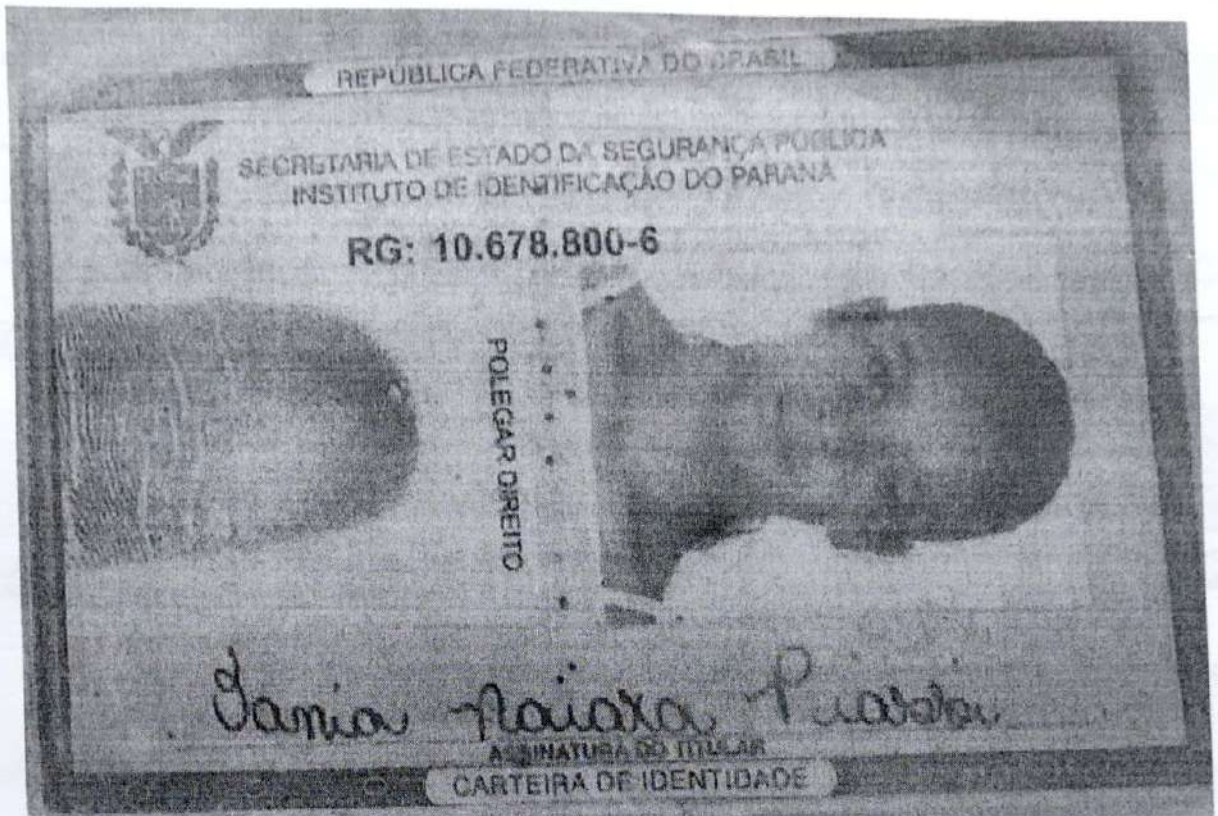 REPÚBLICA FEDERATIVA DO BRASIL
SECRETARIA DE ESTADO DA SEGURANÇA PÚBLICA
INSTITUTO DE IDENTIFICAÇÃO DO PARANÁ
RG: 10.678.800-6
POLEGAR DIREITO
Tania Naiara
ASSINATURA DO TITULAR
CARTEIRA DE IDENTIDADE